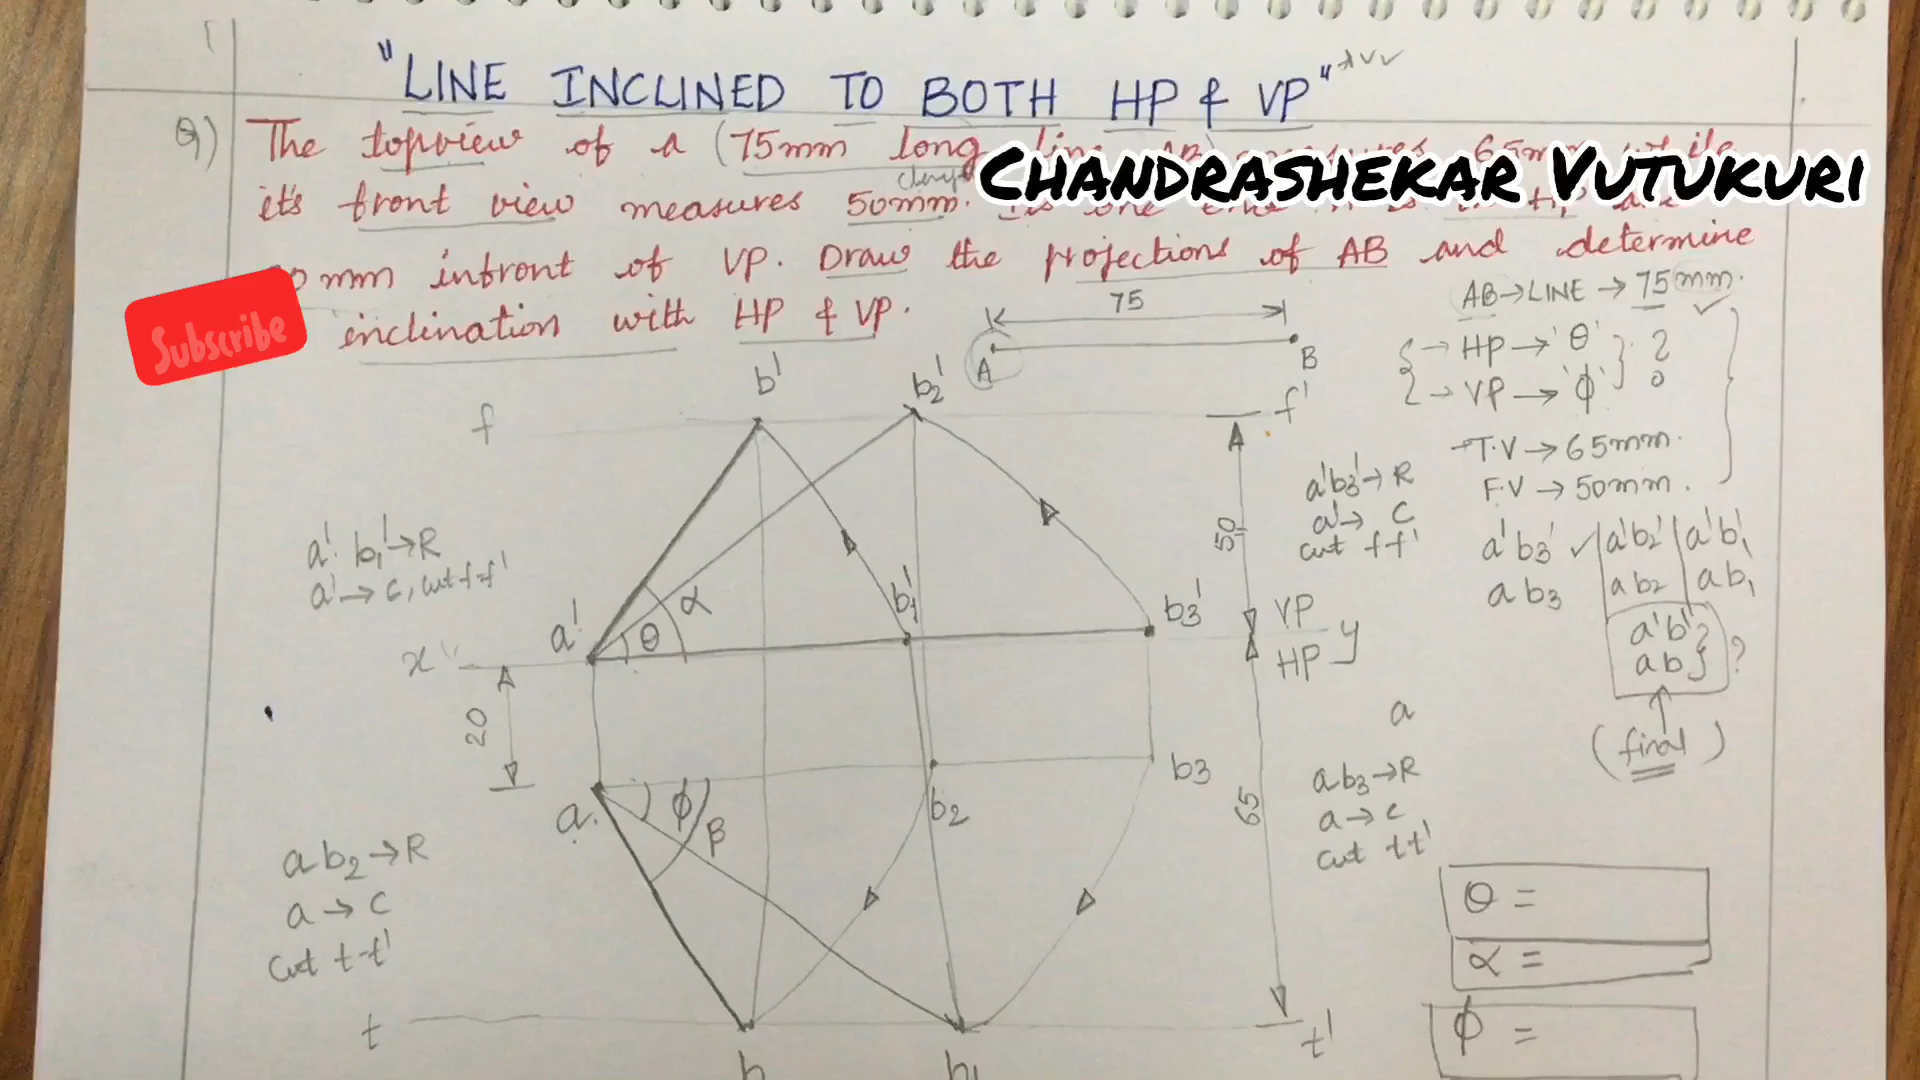 "LINE INCLINED TO BOTH HP & VP"
Q) The topview of a (75mm long
CHANDRASHEKAR VUTUKURI
it's front view measures 50mm.
mm infront of VP. Draw the projections of AB and determine
Subscribe
inclination with HP & VP.
75
A
B
AB→LINE → 75mm.
→ HP → 'θ'
→ VP → 'φ'
?
T.V → 65mm.
F.V → 50mm.
f
b'
b2'
f'
a'b3' → R
a' → C
cut ff'
50
a'b3' ✓ | a'b2' | a'b1'
ab3 | ab2 | ab1
a'b'
ab
?
(final)
a' b1' → R
a' → C, cut f-f'
a'
θ
α
b1'
b3'
x
VP
HP
y
20
a
φ
β
b2
b3
65
a
ab3 → R
a → C
cut tt'
ab2 → R
a → C
cut t-t'
t
b
b1
t'
θ =
α =
φ =